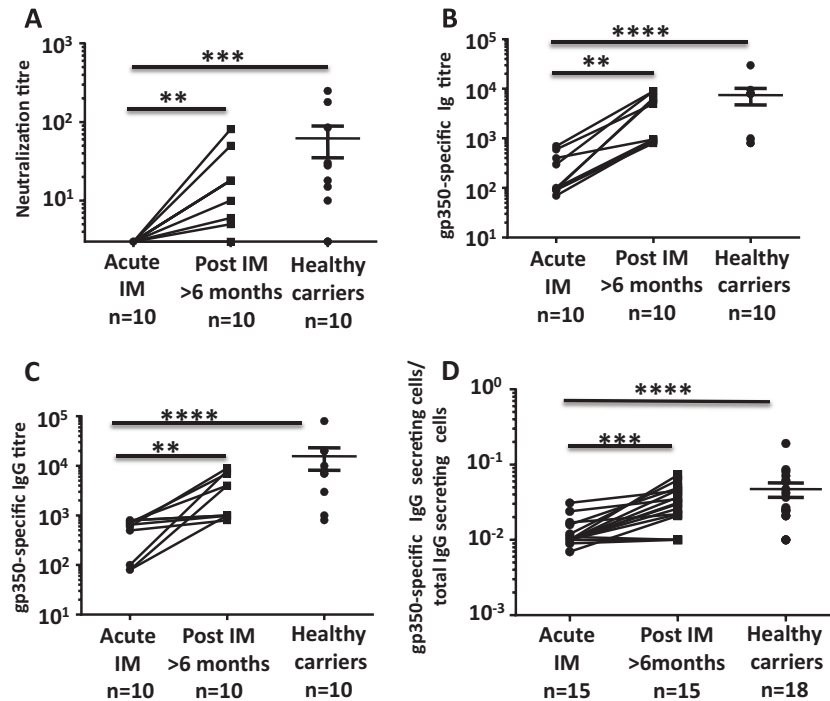 A
Neutralization titre
10³
10²
10¹
***
**
Acute Post IM Healthy
IM >6 months carriers
n=10 n=10 n=10
B
gp350-specific Ig titre
10⁵
10⁴
10³
10²
10¹
****
**
Acute Post IM Healthy
IM >6 months carriers
n=10 n=10 n=10
C
gp350-specific IgG titre
10⁵
10⁴
10³
10²
10¹
****
**
Acute Post IM Healthy
IM >6 months carriers
n=10 n=10 n=10
D
gp350-specific IgG secreting cells/
total IgG secreting cells
10⁰
10⁻¹
10⁻²
10⁻³
****
***
Acute Post IM Healthy
IM >6months carriers
n=15 n=15 n=18